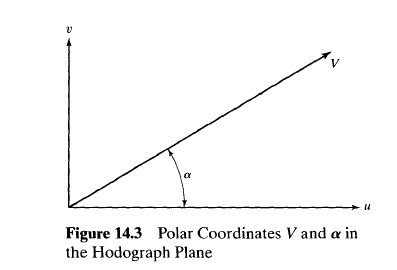 v
V
α
u
Figure 14.3 Polar Coordinates V and α in
the Hodograph Plane